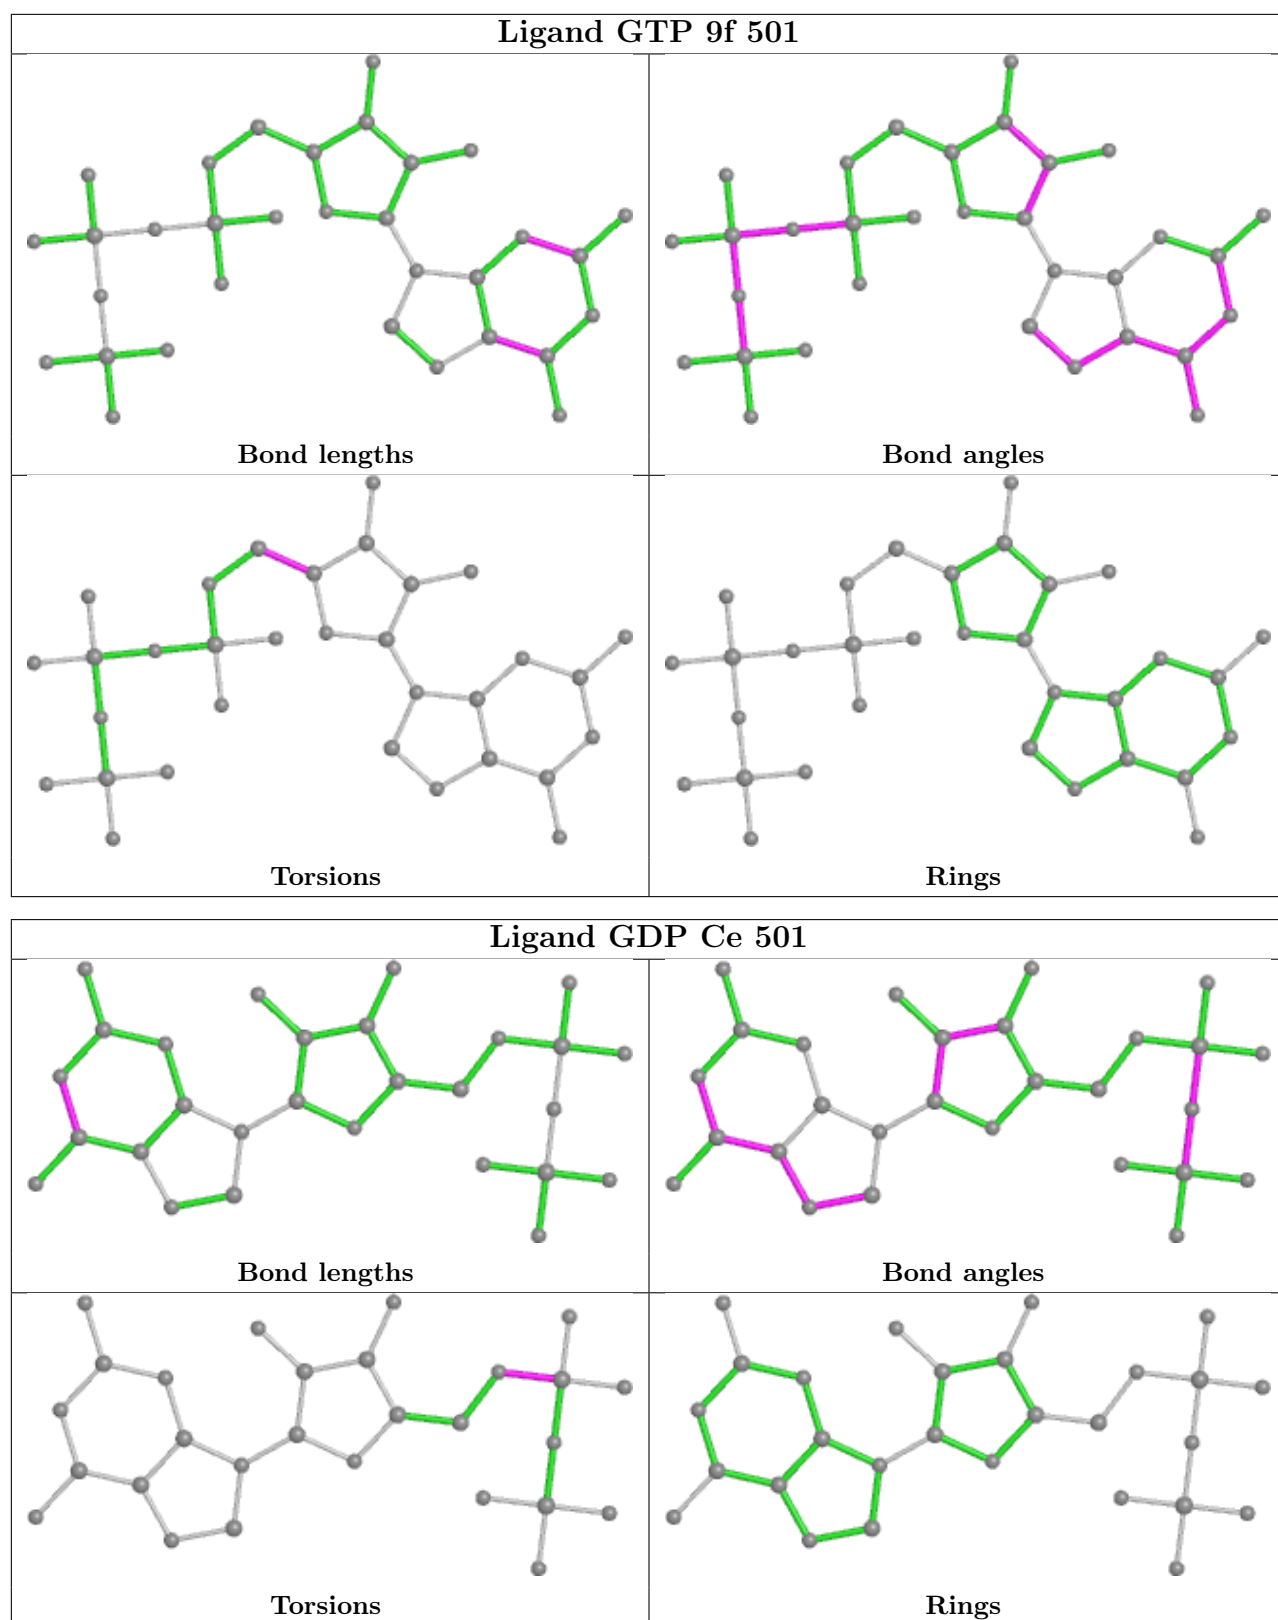 Ligand GTP 9f 501
Bond lengths
Bond angles
Torsions
Rings
Ligand GDP Ce 501
Bond lengths
Bond angles
Torsions
Rings